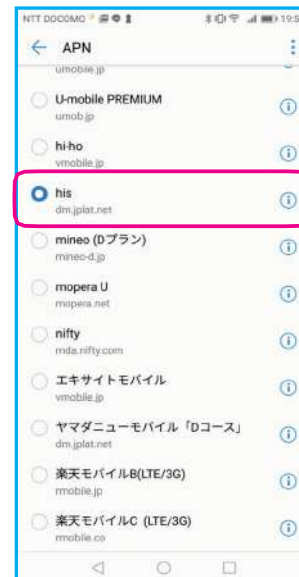 NTT DOCOMO 19:5
APN
umobile.jp
U-mobile PREMIUM
umob.jp
hi-ho
vmobile.jp
his
dm.jplat.net
mineo (Dプラン)
mineo-d.jp
mopera U
mopera.net
nifty
mda.nifty.com
エキサイトモバイル
vmobile.jp
ヤマダニューモバイル「Dコース」
dm.jplat.net
楽天モバイルB(LTE/3G)
rmobile.jp
楽天モバイルC (LTE/3G)
rmobile.co